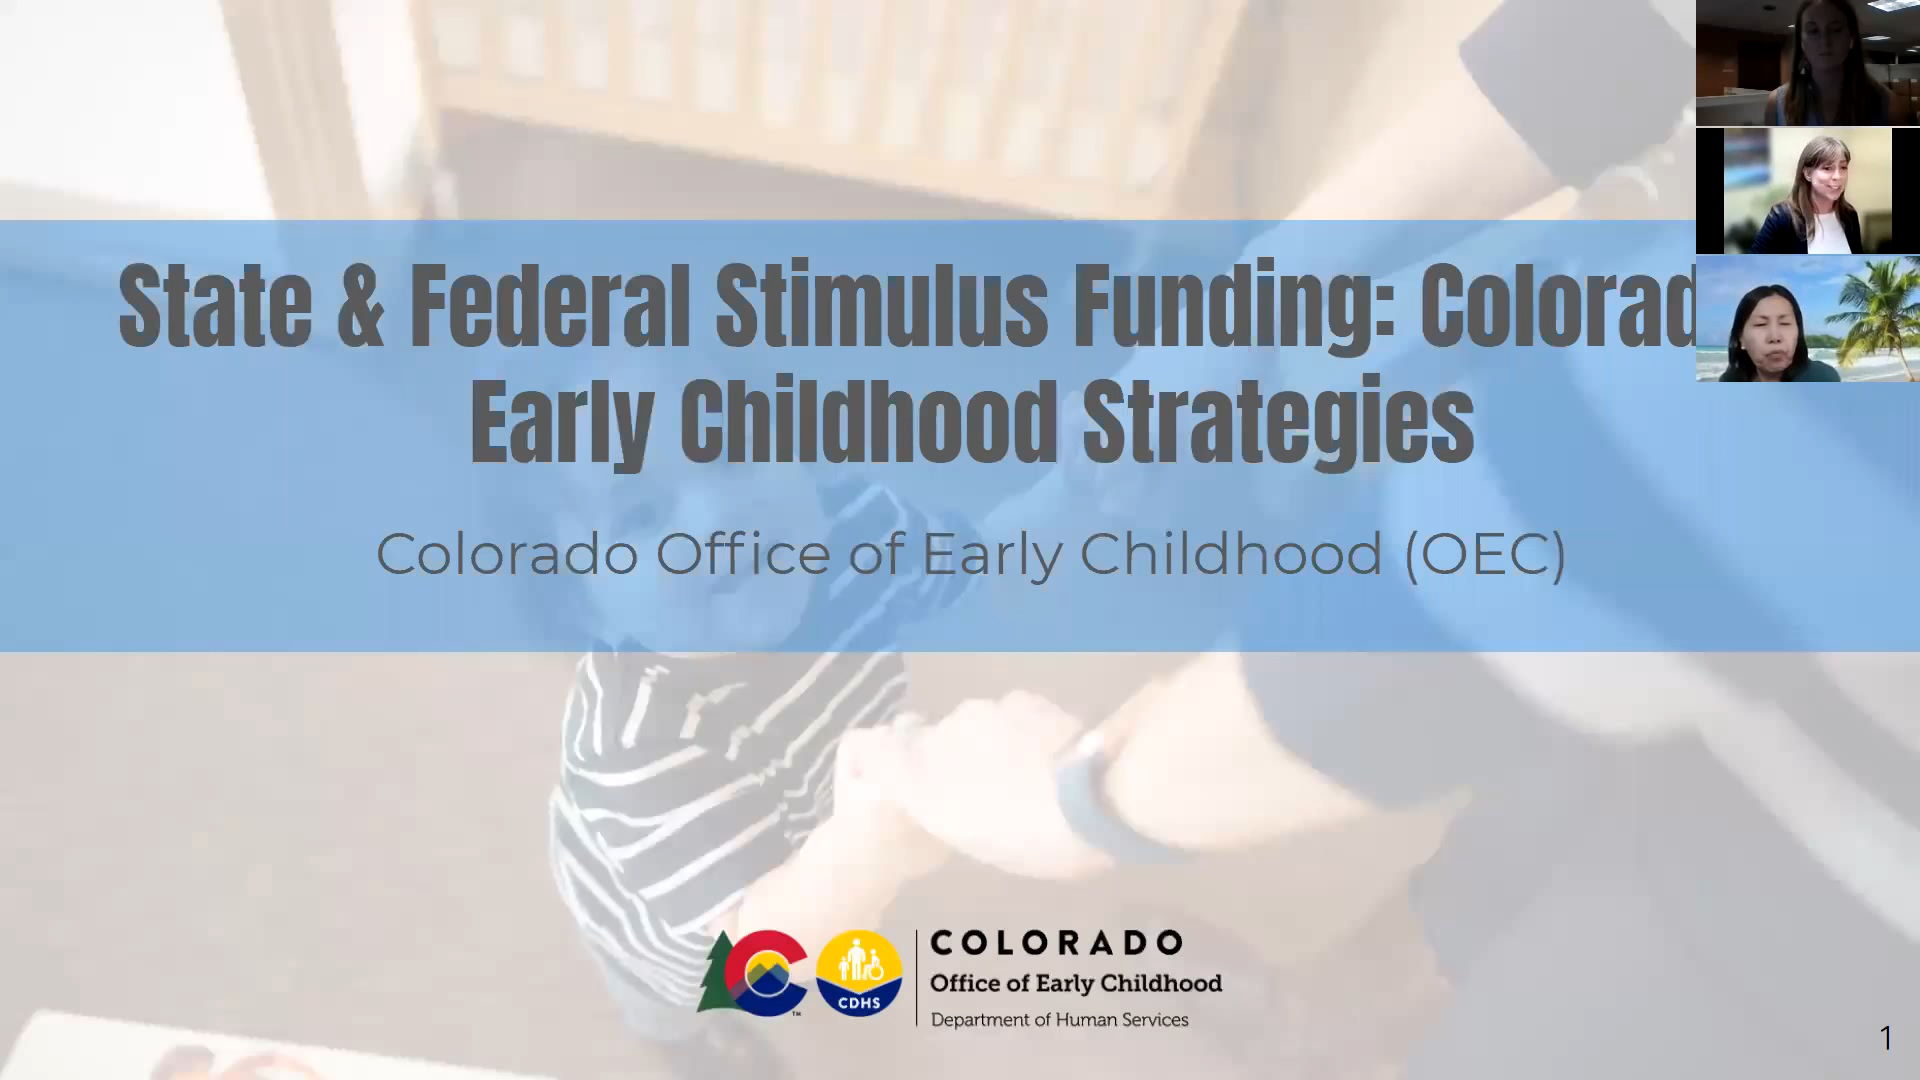 State & Federal Stimulus Funding: Colorad
Early Childhood Strategies
Colorado Office of Early Childhood (OEC)
CDHS
TM
COLORADO
Office of Early Childhood
Department of Human Services
1